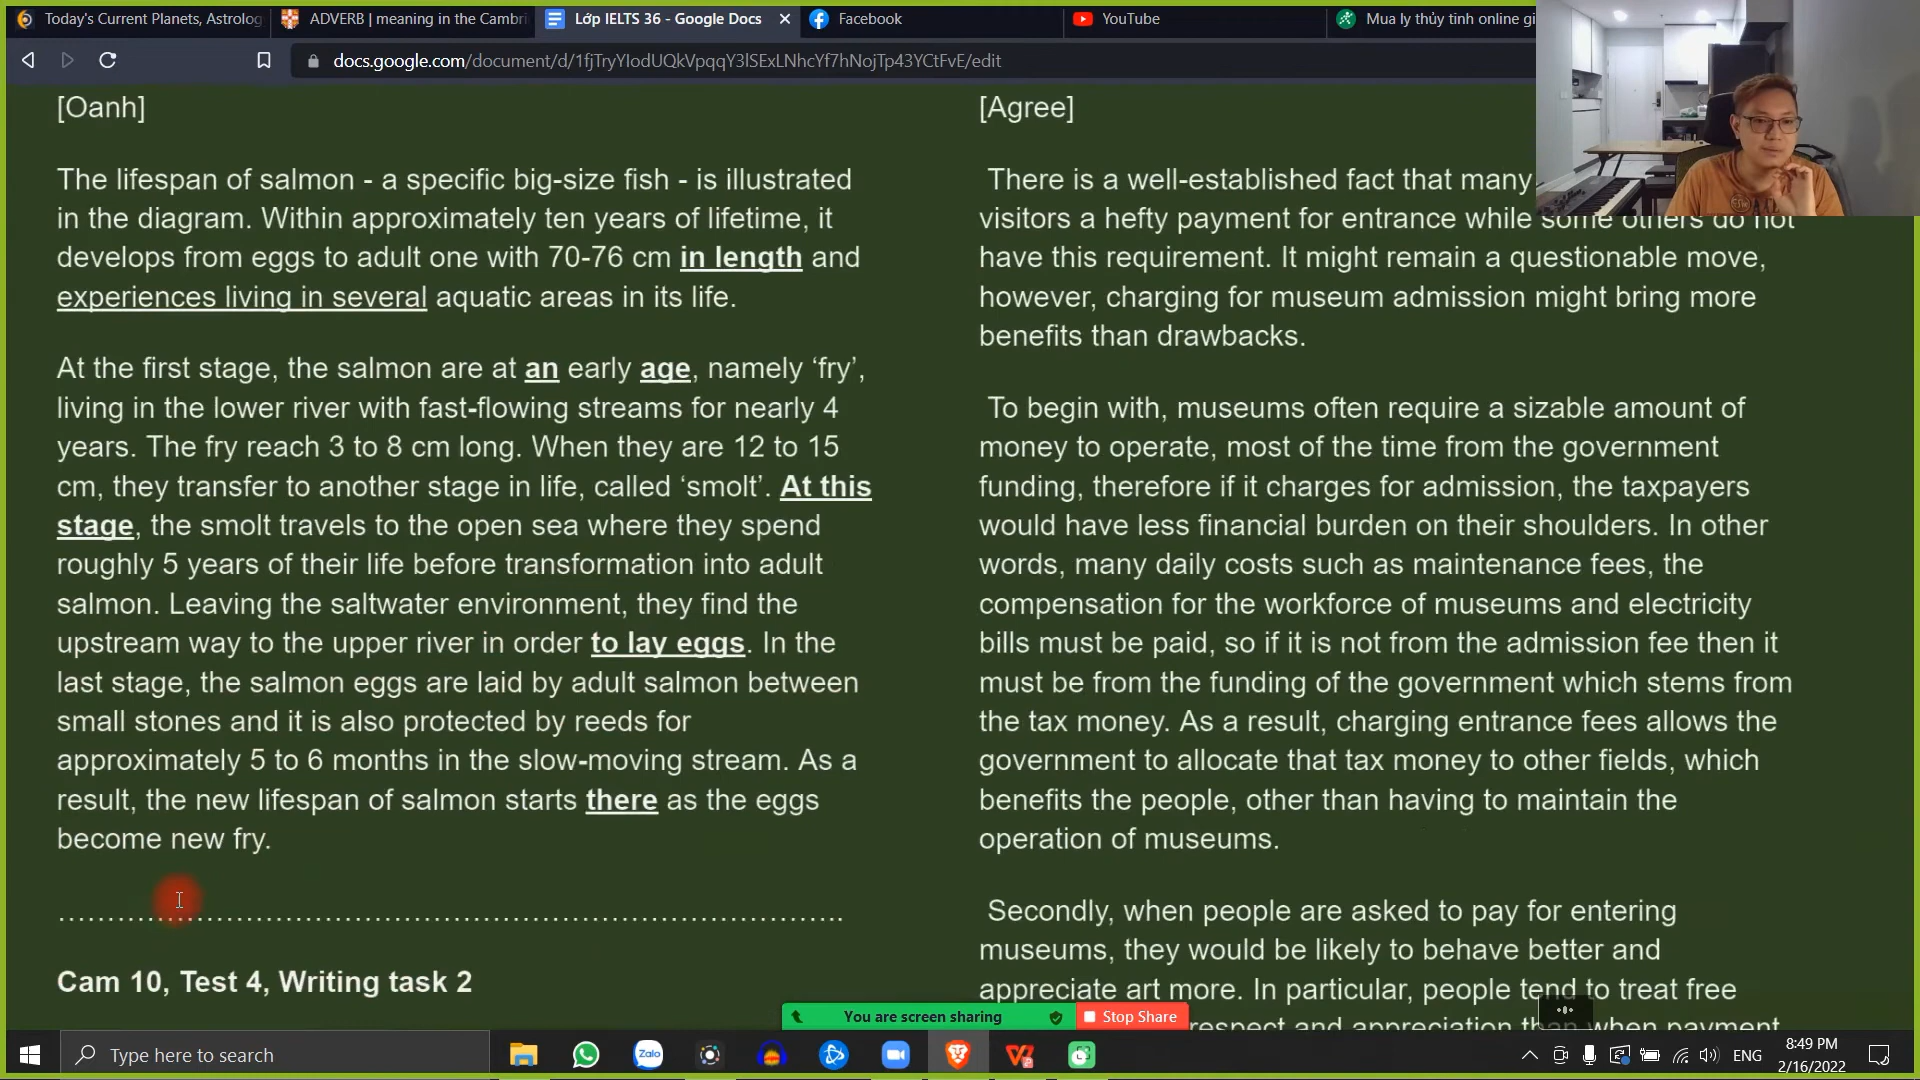 Today's Current Planets, Astrolog
ADVERB | meaning in the Cambri
Lớp IELTS 36 - Google Docs
Facebook
YouTube
Mua ly thủy tinh online gi
docs.google.com/document/d/1fjTryYIodUQkVpqqY3lSExLNhcYf7hNojTp43YCtFvE/edit
[Oanh]
The lifespan of salmon - a specific big-size fish - is illustrated
in the diagram. Within approximately ten years of lifetime, it
develops from eggs to adult one with 70-76 cm in length and
experiences living in several aquatic areas in its life.
At the first stage, the salmon are at an early age, namely ‘fry’,
living in the lower river with fast-flowing streams for nearly 4
years. The fry reach 3 to 8 cm long. When they are 12 to 15
cm, they transfer to another stage in life, called ‘smolt’. At this
stage, the smolt travels to the open sea where they spend
roughly 5 years of their life before transformation into adult
salmon. Leaving the saltwater environment, they find the
upstream way to the upper river in order to lay eggs. In the
last stage, the salmon eggs are laid by adult salmon between
small stones and it is also protected by reeds for
approximately 5 to 6 months in the slow-moving stream. As a
result, the new lifespan of salmon starts there as the eggs
become new fry.
…………………………………………………………………..
Cam 10, Test 4, Writing task 2
[Agree]
There is a well-established fact that many
visitors a hefty payment for entrance while some others do not
have this requirement. It might remain a questionable move,
however, charging for museum admission might bring more
benefits than drawbacks.
To begin with, museums often require a sizable amount of
money to operate, most of the time from the government
funding, therefore if it charges for admission, the taxpayers
would have less financial burden on their shoulders. In other
words, many daily costs such as maintenance fees, the
compensation for the workforce of museums and electricity
bills must be paid, so if it is not from the admission fee then it
must be from the funding of the government which stems from
the tax money. As a result, charging entrance fees allows the
government to allocate that tax money to other fields, which
benefits the people, other than having to maintain the
operation of museums.
Secondly, when people are asked to pay for entering
museums, they would be likely to behave better and
appreciate art more. In particular, people tend to treat free
respect and appreciation than when payment
You are screen sharing
Stop Share
Type here to search
Zalo
ENG
8:49 PM
2/16/2022